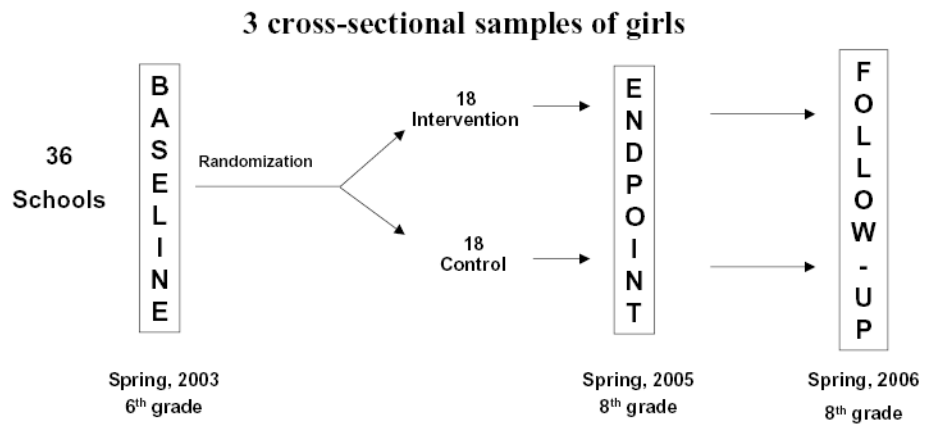 3 cross-sectional samples of girls
36
Schools
BASELINE
Randomization
18
Intervention
18
Control
ENDPOINT
FOLLOW-UP
Spring, 2003
6th grade
Spring, 2005
8th grade
Spring, 2006
8th grade